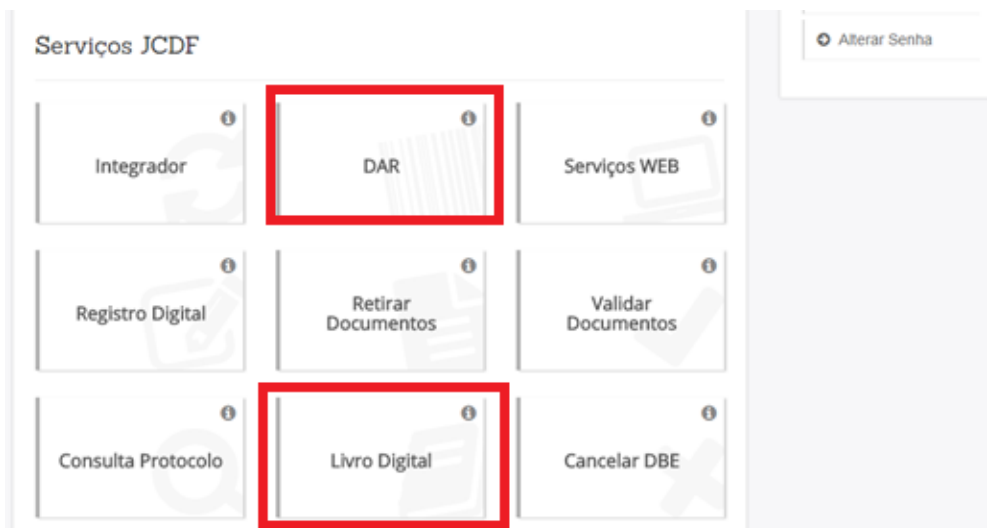 Serviços JCDF
Alterar Senha
Integrador
DAR
Serviços WEB
Registro Digital
Retirar
Documentos
Validar
Documentos
Consulta Protocolo
Livro Digital
Cancelar DBE